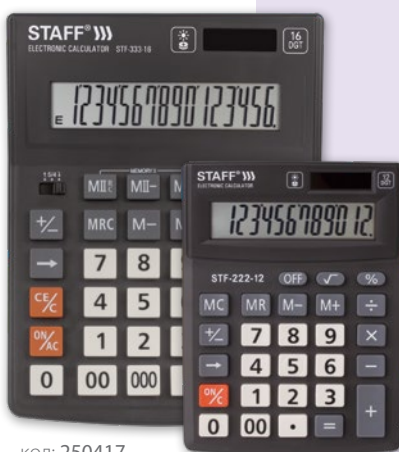 STAFF®
ELECTRONIC CALCULATOR STF-333-16
16
DGT
E 1234567890123456.
MII-
+/− MRC M−
→ 7 8
CE/C 4 5
ON/AC 1 2
0 00 000
STAFF®
ELECTRONIC CALCULATOR
12
DGT
123456789012.
STF-222-12 OFF √ %
MC MR M− M+ ÷
+/− 7 8 9 ×
→ 4 5 6 −
ON/C 1 2 3 +
0 00 · =
код: 250417